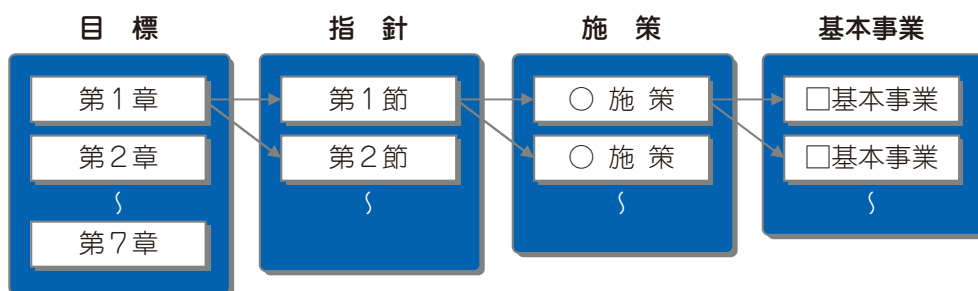 目 標
指 針
施 策
基本事業
第1章
第1節
○ 施 策
□基本事業
第2章
第2節
○ 施 策
□基本事業
〜
〜
〜
〜
第7章